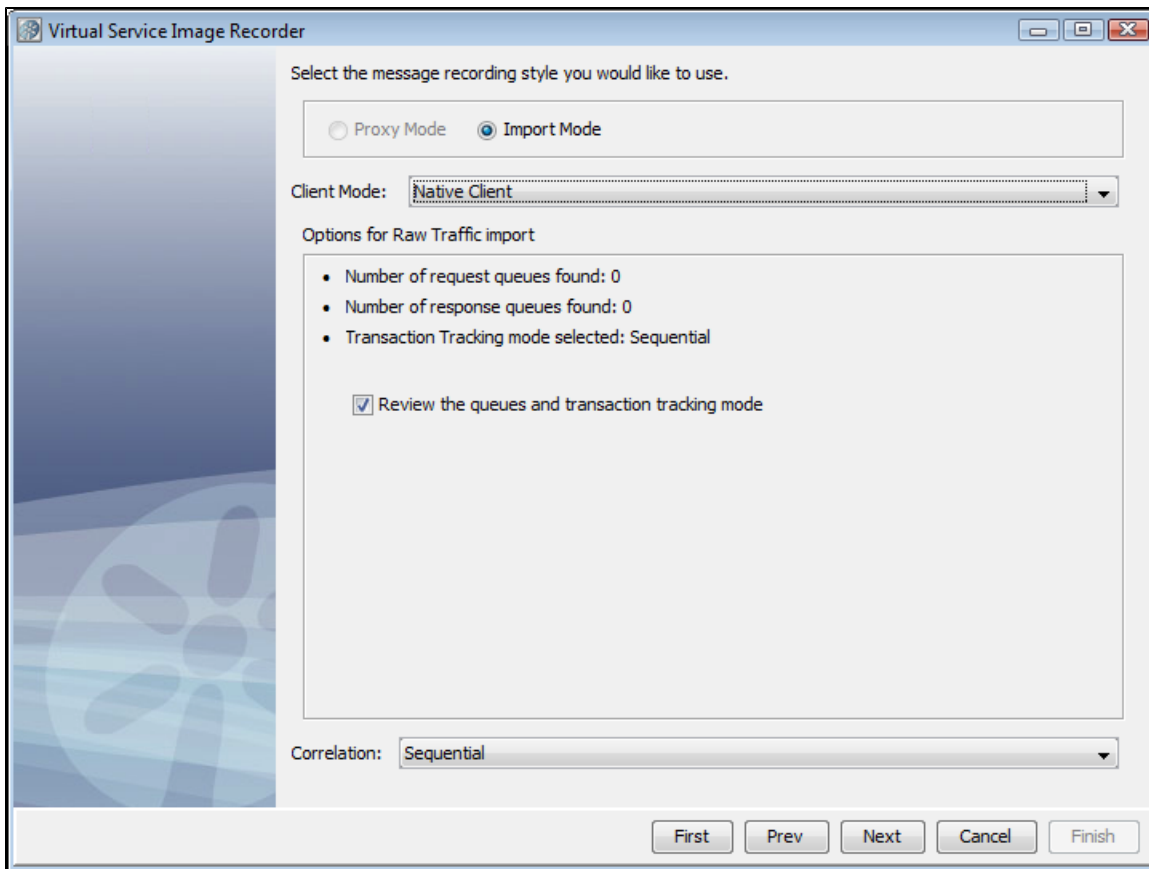 Virtual Service Image Recorder
Select the message recording style you would like to use.
Proxy Mode Import Mode
Client Mode: Native Client
Options for Raw Traffic import
• Number of request queues found: 0
• Number of response queues found: 0
• Transaction Tracking mode selected: Sequential
Review the queues and transaction tracking mode
Correlation: Sequential
First Prev Next Cancel Finish